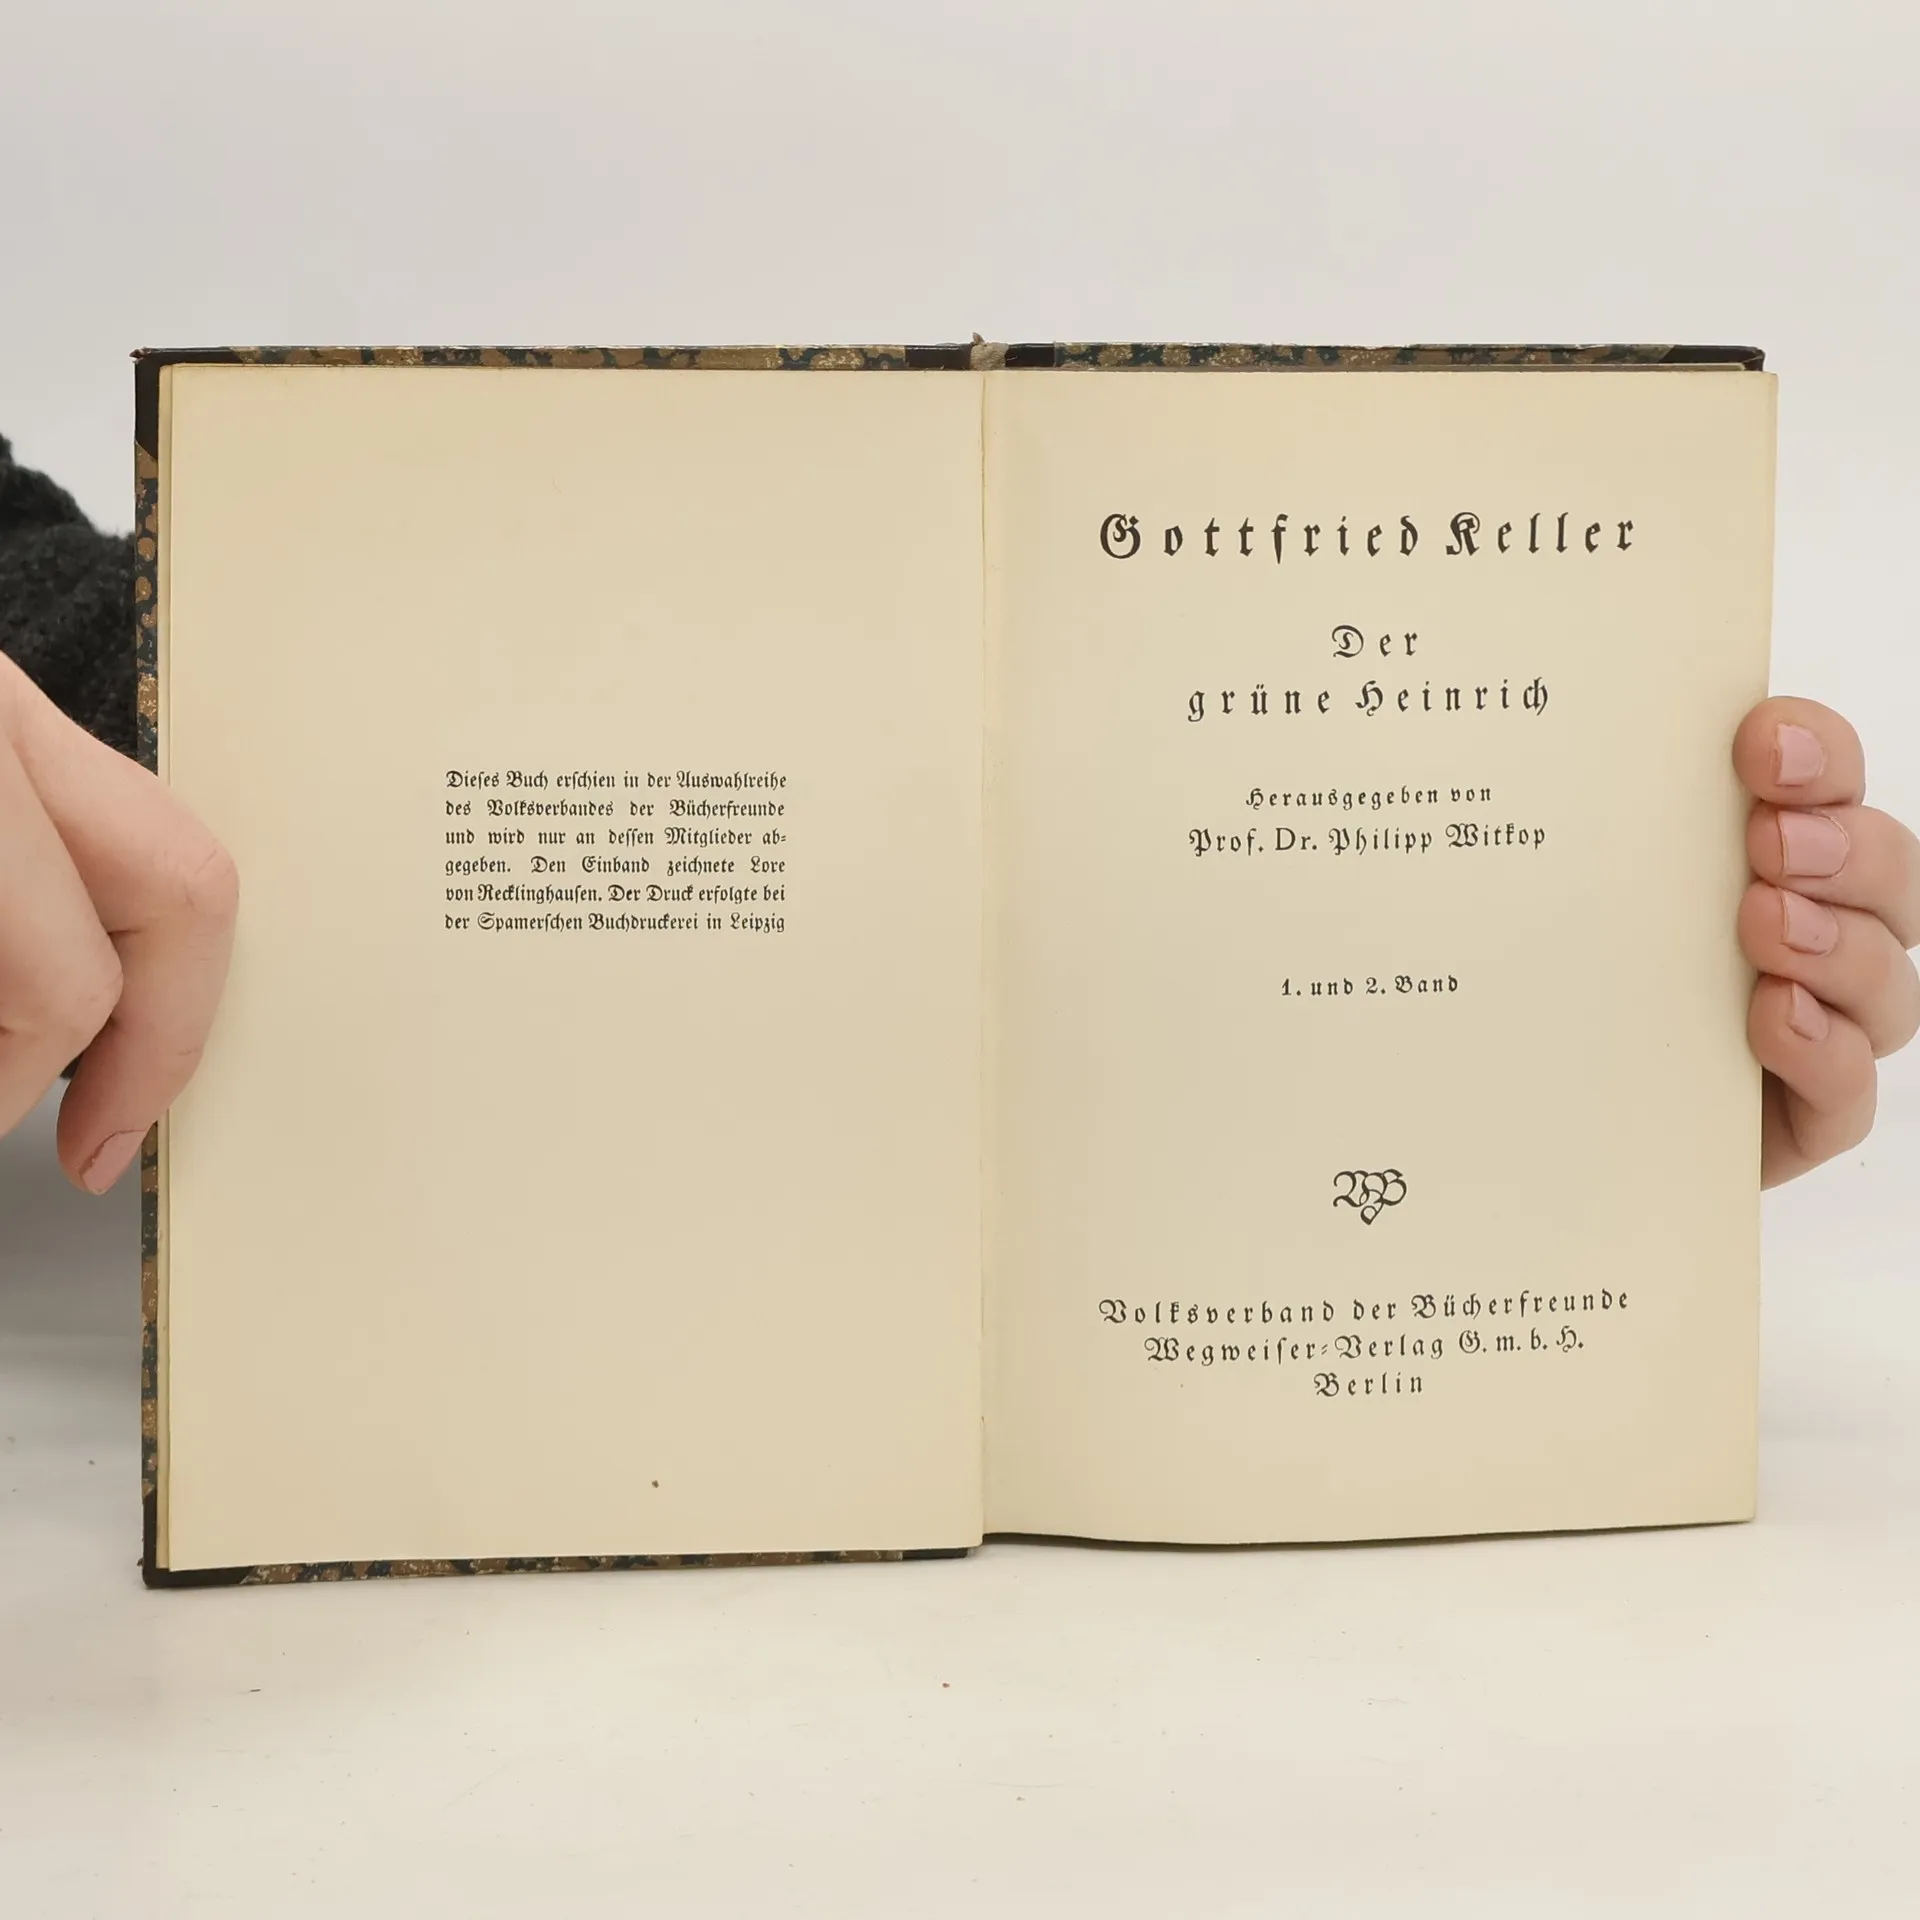 Dieſes Buch erſchien in der Auswahlreihe
des Volksverbandes der Bücherfreunde
und wird nur an deſſen Mitglieder ab-
gegeben. Den Einband zeichnete Lore
von Recklinghauſen. Der Druck erfolgte bei
der Spamerſchen Buchdruckerei in Leipzig
Gottfried Keller
Der
grüne Heinrich
Herausgegeben von
Prof. Dr. Philipp Witkop
1. und 2. Band
VdB
Volksverband der Bücherfreunde
Wegweiſer-Verlag G. m. b. H.
Berlin